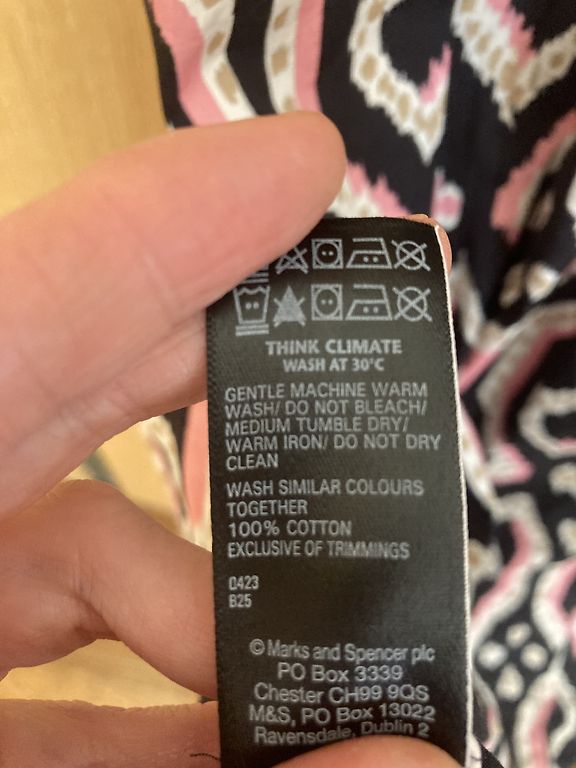 THINK CLIMATE
WASH AT 30°C
GENTLE MACHINE WARM
WASH/ DO NOT BLEACH/
MEDIUM TUMBLE DRY/
WARM IRON/ DO NOT DRY
CLEAN
WASH SIMILAR COLOURS
TOGETHER
100% COTTON
EXCLUSIVE OF TRIMMINGS
0423
B25
© Marks and Spencer plc
PO Box 3339
Chester CH99 9QS
M&S, PO Box 13022
Ravensdale, Dublin 2